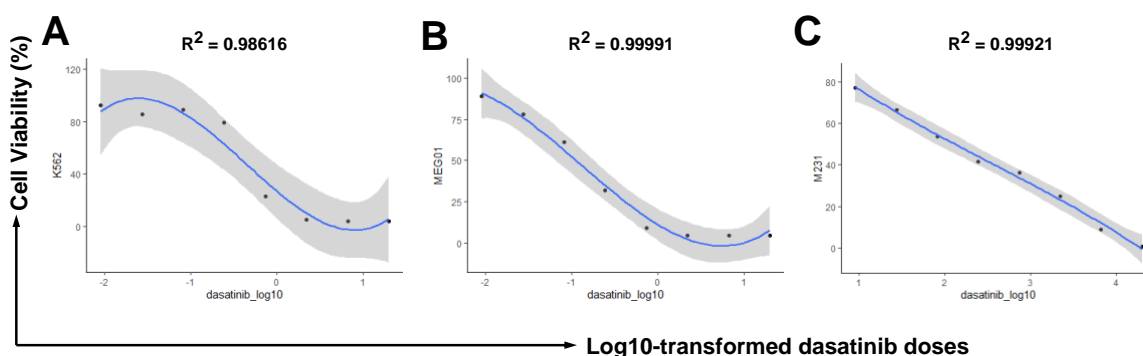 A
R2 = 0.98616
B
R2 = 0.99991
C
R2 = 0.99921
Cell Viability (%)
K562
120
80
40
0
-2
-1
0
1
dasatinib_log10
MEG01
100
75
50
25
0
-2
-1
0
1
dasatinib_log10
M231
80
60
40
20
0
1
2
3
4
dasatinib_log10
Log10-transformed dasatinib doses